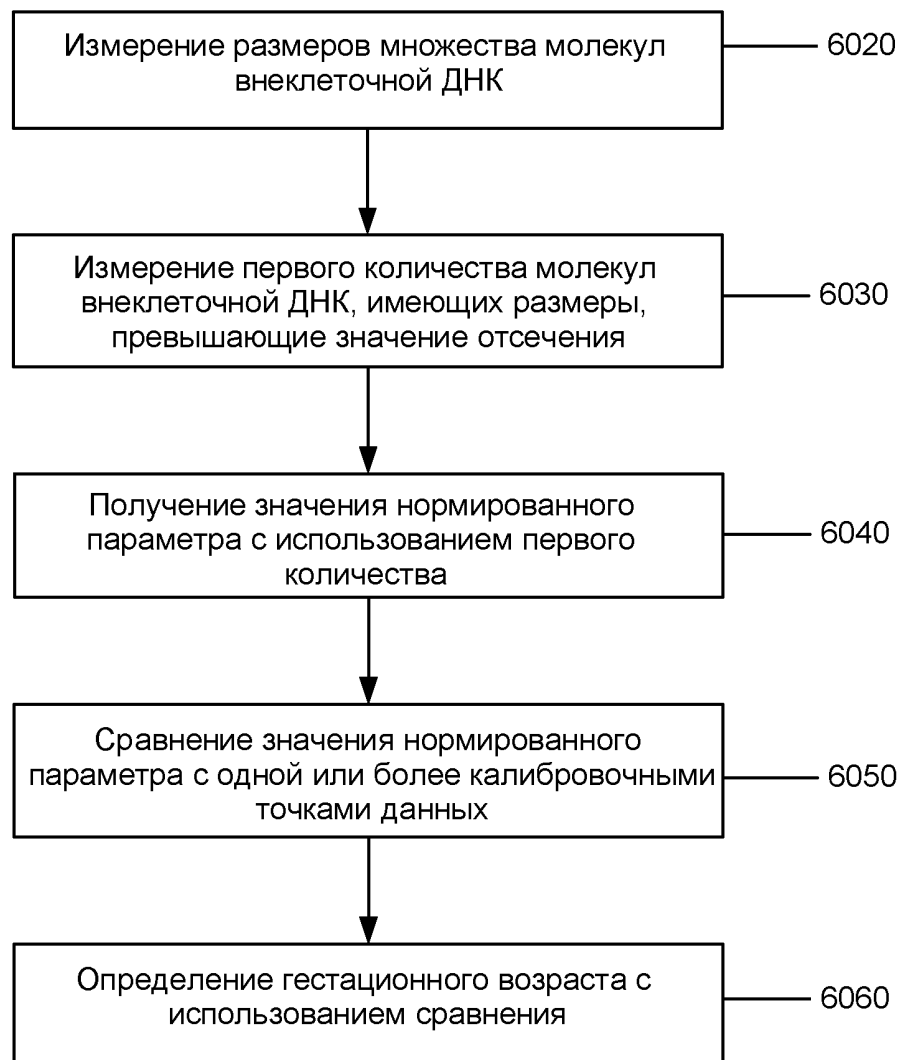 Измерение размеров множества молекул
внеклеточной ДНК
6020
Измерение первого количества молекул
внеклеточной ДНК, имеющих размеры,
превышающие значение отсечения
6030
Получение значения нормированного
параметра с использованием первого
количества
6040
Сравнение значения нормированного
параметра с одной или более калибровочными
точками данных
6050
Определение гестационного возраста с
использованием сравнения
6060